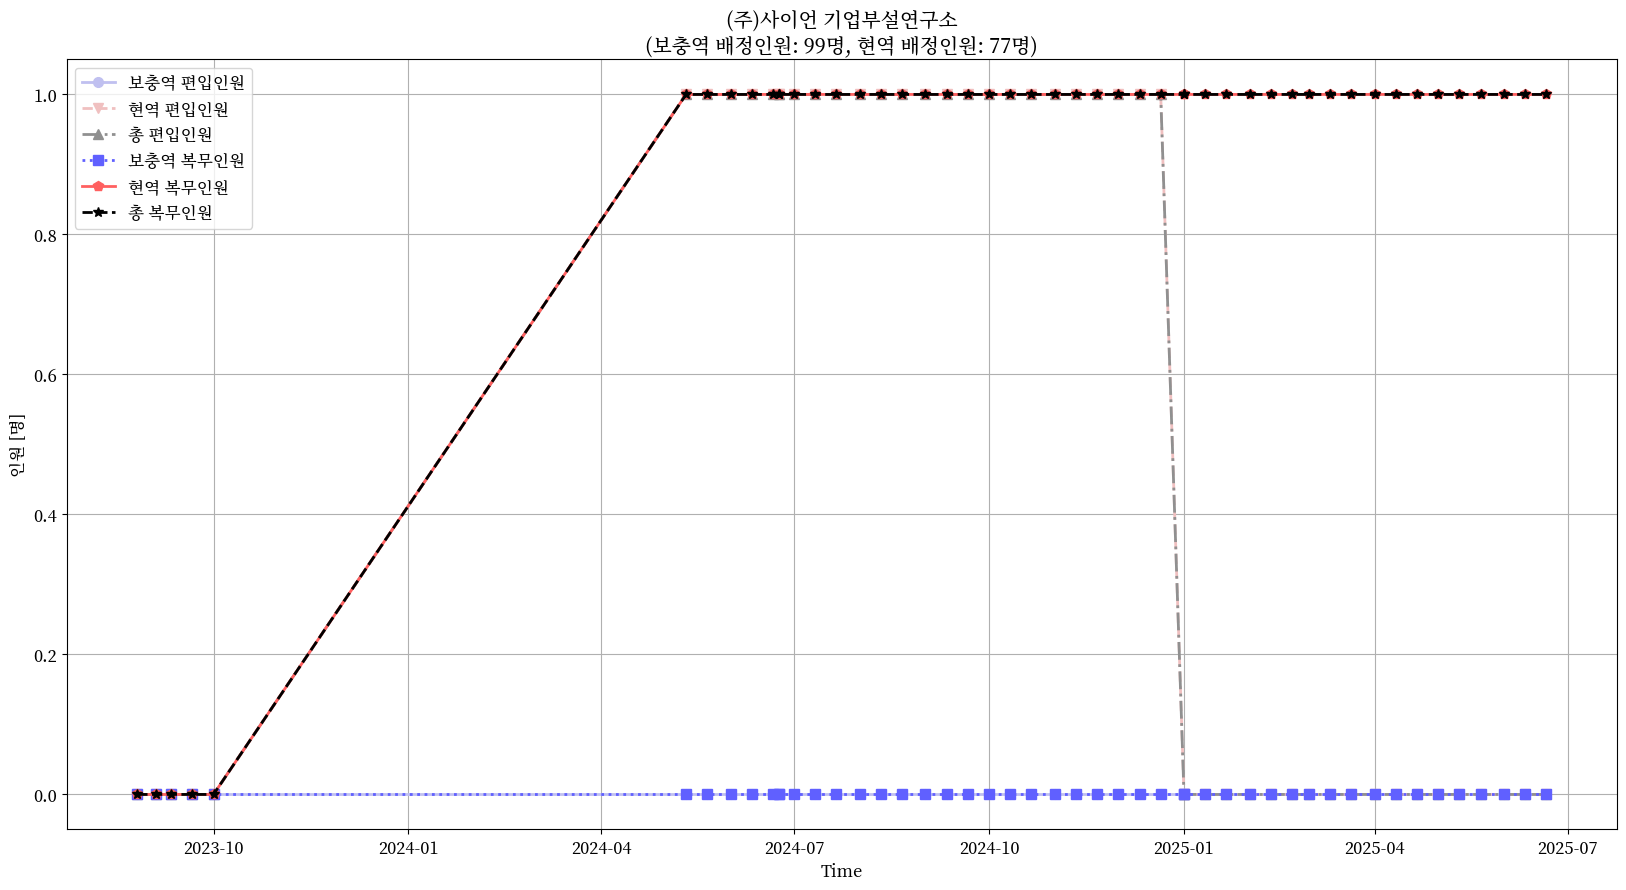 (주)사이언 기업부설연구소
(보충역 배정인원: 99명, 현역 배정인원: 77명)
보충역 편입인원
현역 편입인원
총 편입인원
보충역 복무인원
현역 복무인원
총 복무인원
인원 [명]
1.0
0.8
0.6
0.4
0.2
0.0
2023-10
2024-01
2024-04
2024-07
2024-10
2025-01
2025-04
2025-07
Time